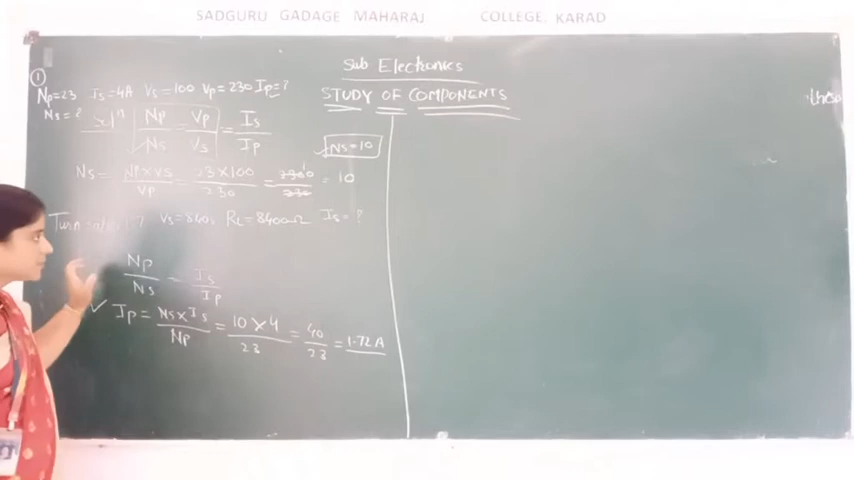 SADGURU GADAGE MAHARAJ COLLEGE, KARAD
Sub Electronics
STUDY OF COMPONENTS
①
Np=23 Is=4A Vs=100 Vp=230 Ip=?
Ns=?
Np/Ns = Vp/Vs = Is/Ip
Ns=10
Ns = Np×Vs/Vp = 23×100/230 = 2300/230 = 10
Turn Vs=840, RL=8400Ω Is=?
Np/Ns = Is/Ip
✓ Ip = Ns×Is/Np = 10×4/23 = 40/23 = 1.72A